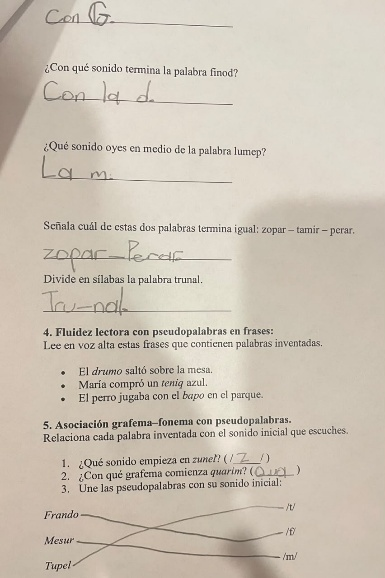 Con G.
¿Con qué sonido termina la palabra finod?
Con la d.
¿Qué sonido oyes en medio de la palabra lumep?
La m.
Señala cuál de estas dos palabras termina igual: zopar – tamir – perar.
zopar – Perar
Divide en sílabas la palabra trunal.
Tru-nal.
4. Fluidez lectora con pseudopalabras en frases:
Lee en voz alta estas frases que contienen palabras inventadas.
• El drumo saltó sobre la mesa.
• María compró un teniq azul.
• El perro jugaba con el bapo en el parque.
5. Asociación grafema–fonema con pseudopalabras.
Relaciona cada palabra inventada con el sonido inicial que escuches.
1. ¿Qué sonido empieza en zunel? ( / Z / )
2. ¿Con qué grafema comienza quarim? ( )
3. Une las pseudopalabras con su sonido inicial:
Frando /t/
Mesur /f/
Tupel /m/